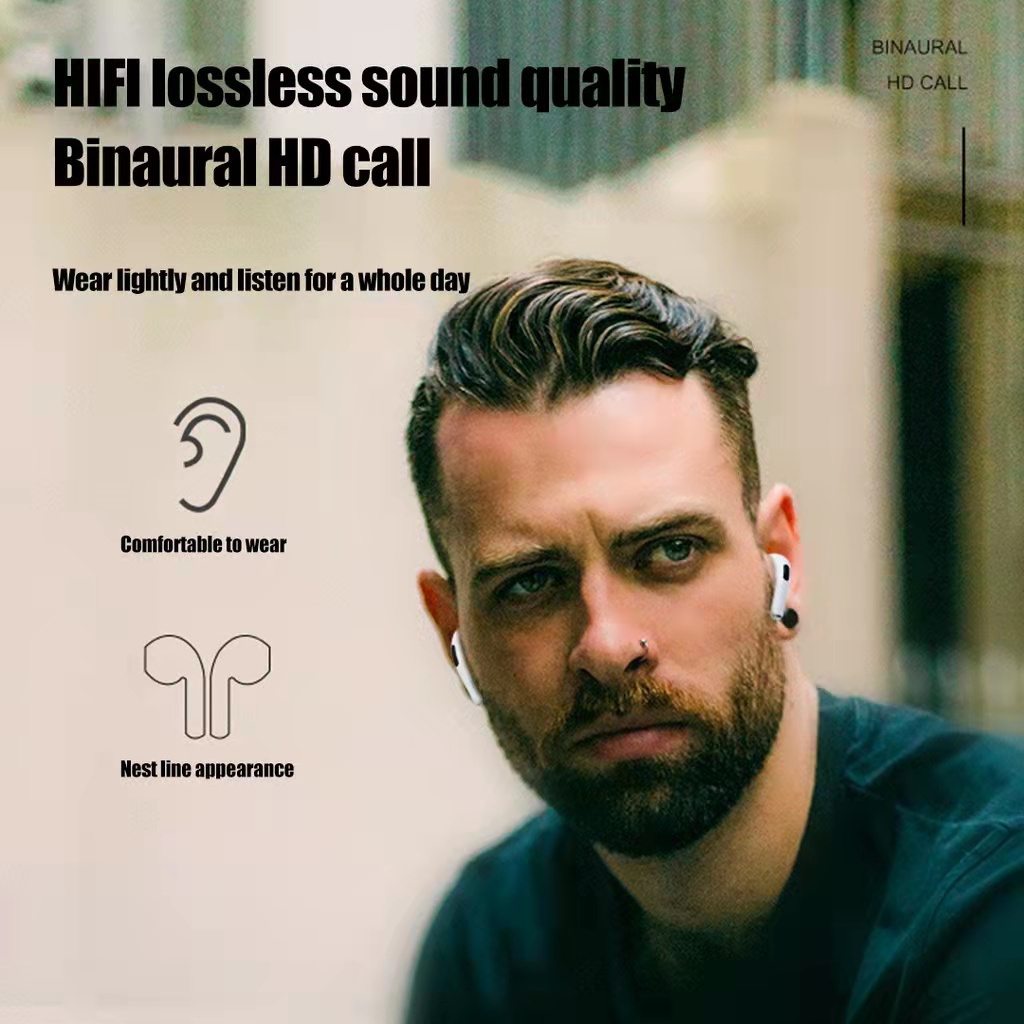 HIFI lossless sound quality
Binaural HD call
BINAURAL
HD CALL
Wear lightly and listen for a whole day
Comfortable to wear
Nest line appearance